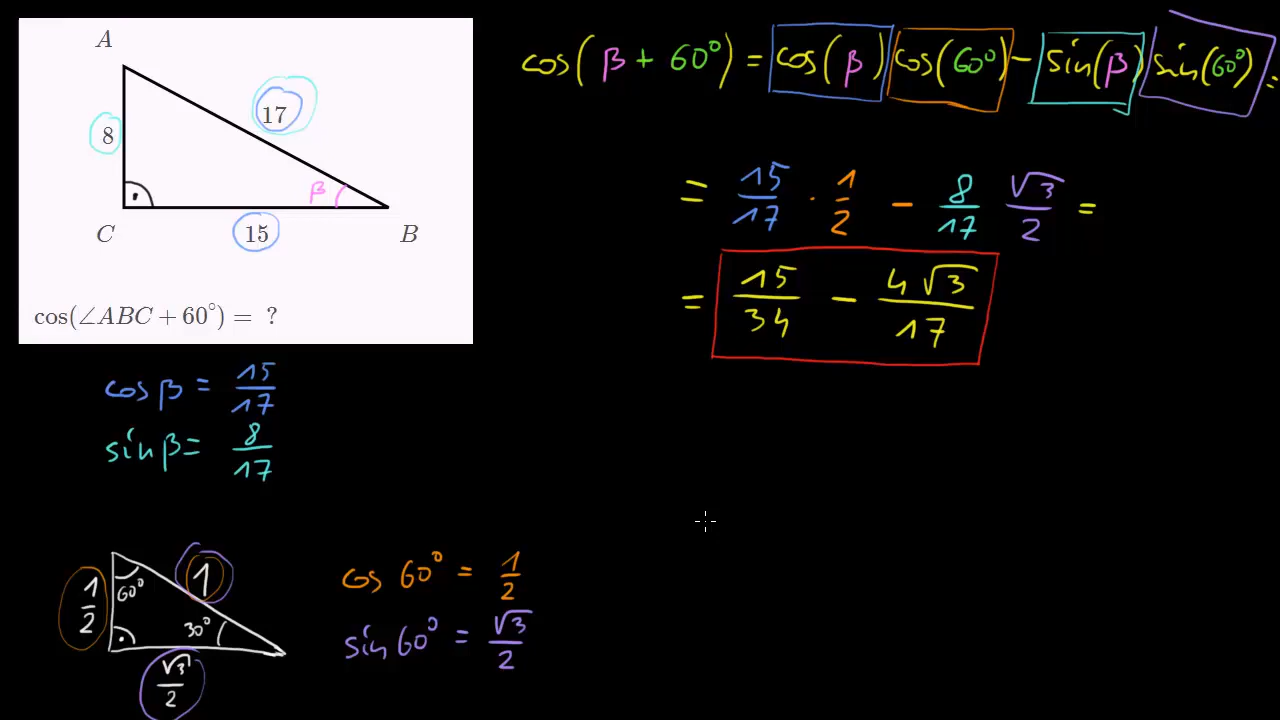 A
17
8
β
C
15
B
cos(∠ABC + 60°) = ?
cos(β + 60°) = cos(β) cos(60°) − sin(β) sin(60°) =
= 15/17 · 1/2 − 8/17 √3/2 =
= 15/34 − 4√3/17
cos β = 15/17
sin β = 8/17
1/2
60°
1
30°
√3/2
cos 60° = 1/2
sin 60° = √3/2